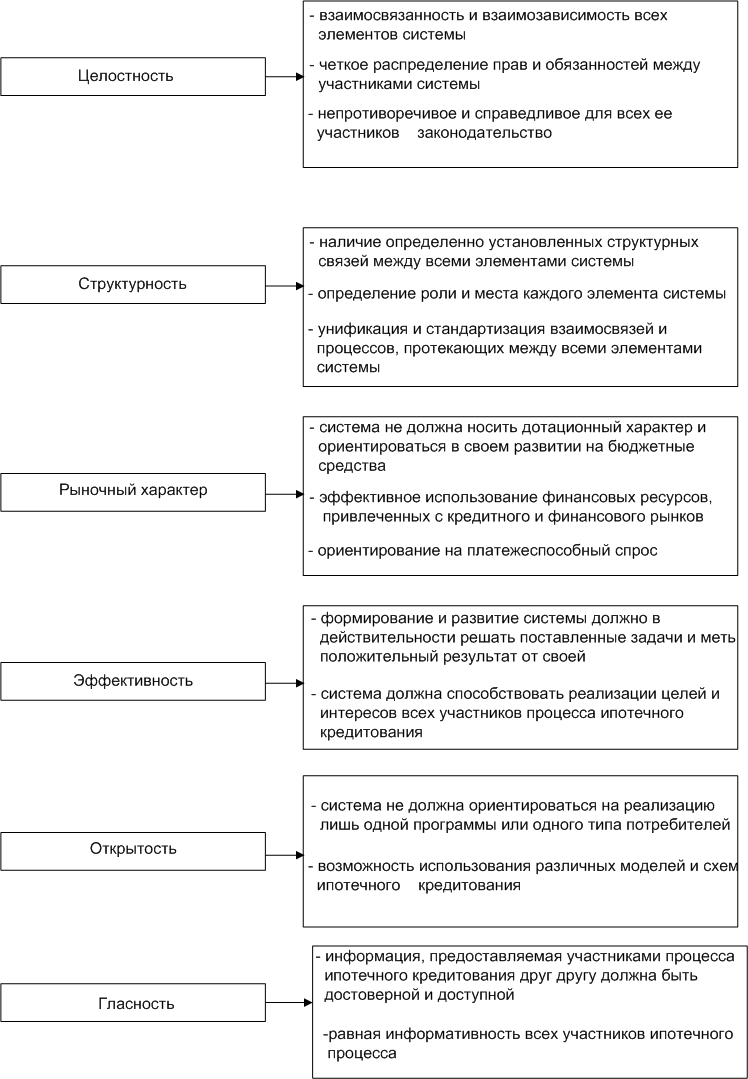 - взаимосвязанность и взаимозависимость всех
элементов системы
Целостность
- четкое распределение прав и обязанностей между
участниками системы
- непротиворечивое и справедливое для всех ее
участников законодательство
- наличие определенно установленных структурных
связей между всеми элементами системы
Структурность
- определение роли и места каждого элемента системы
- унификация и стандартизация взаимосвязей и
процессов, протекающих между всеми элементами
системы
- система не должна носить дотационный характер и
ориентироваться в своем развитии на бюджетные
средства
Рыночный характер
- эффективное использование финансовых ресурсов,
привлеченных с кредитного и финансового рынков
- ориентирование на платежеспособный спрос
- формирование и развитие системы должно в
действительности решать поставленные задачи и меть
положительный результат от своей
Эффективность
- система должна способствовать реализации целей и
интересов всех участников процесса ипотечного
кредитования
- система не должна ориентироваться на реализацию
лишь одной программы или одного типа потребителей
Открытость
- возможность использования различных моделей и схем
ипотечного кредитования
- информация, предоставляемая участниками процесса
ипотечного кредитования друг другу должна быть
достоверной и доступной
Гласность
-равная информативность всех участников ипотечного
процесса